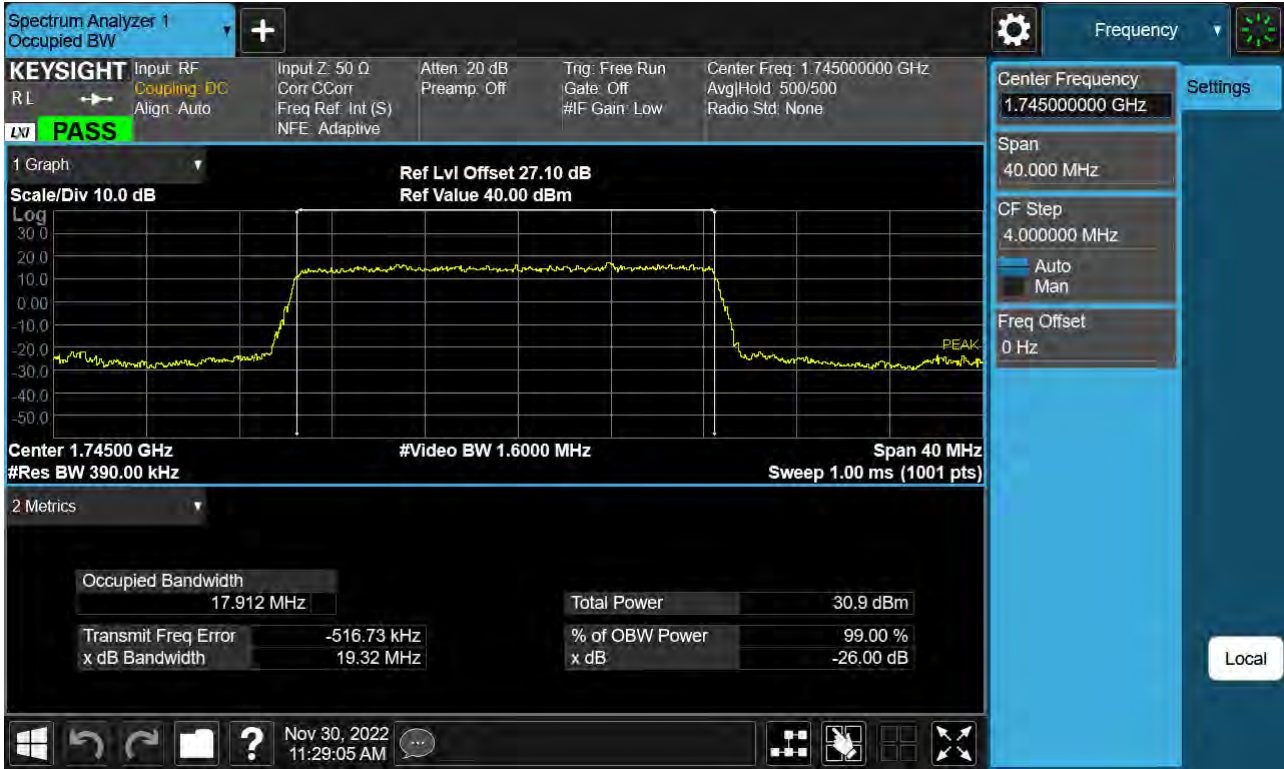 Spectrum Analyzer 1
Occupied BW
Frequency
KEYSIGHT
RL
LXI
PASS
Input: RF
Coupling: DC
Align: Auto
Input Z: 50 Ω
Corr CCorr
Freq Ref: Int (S)
NFE: Adaptive
Atten: 20 dB
Preamp: Off
Trig: Free Run
Gate: Off
#IF Gain: Low
Center Freq: 1.745000000 GHz
Avg|Hold: 500/500
Radio Std: None
1 Graph
Scale/Div 10.0 dB
Ref Lvl Offset 27.10 dB
Ref Value 40.00 dBm
Log
30.0
20.0
10.0
0.00
-10.0
-20.0
-30.0
-40.0
-50.0
PEAK
Center 1.74500 GHz
#Video BW 1.6000 MHz
Span 40 MHz
#Res BW 390.00 kHz
Sweep 1.00 ms (1001 pts)
2 Metrics
Occupied Bandwidth
17.912 MHz
Total Power 30.9 dBm
Transmit Freq Error -516.73 kHz
% of OBW Power 99.00 %
x dB Bandwidth 19.32 MHz
x dB -26.00 dB
Center Frequency
1.745000000 GHz
Settings
Span
40.000 MHz
CF Step
4.000000 MHz
Auto
Man
Freq Offset
0 Hz
Local
?
Nov 30, 2022
11:29:05 AM